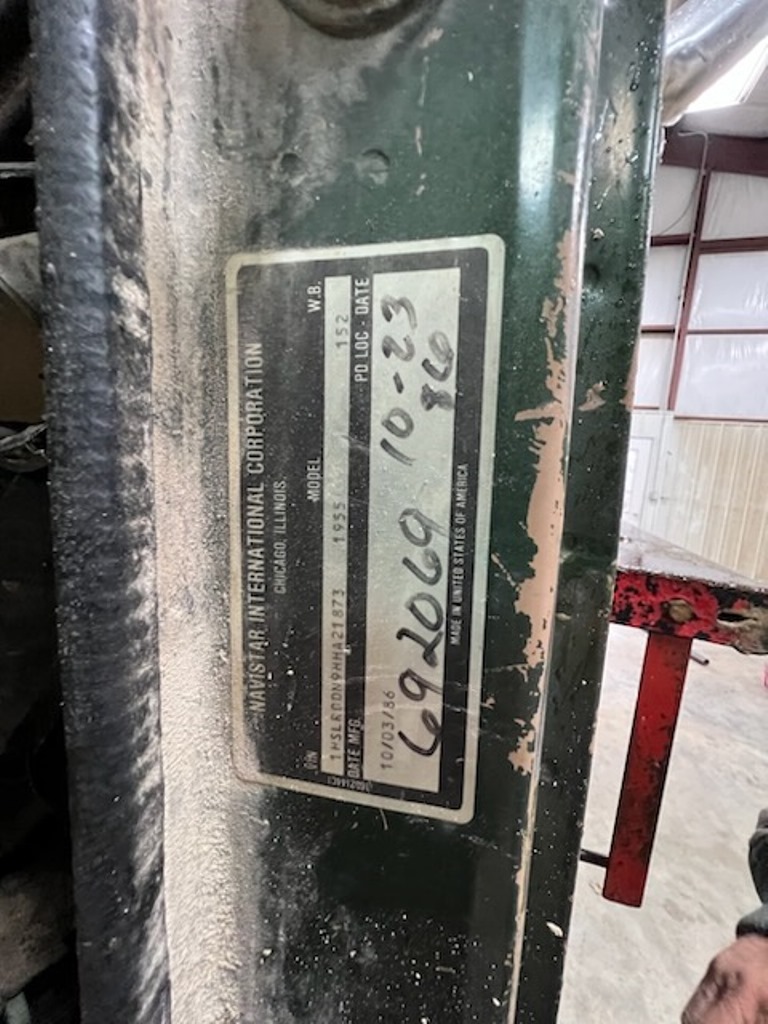 NAVISTAR INTERNATIONAL CORPORATION
CHICAGO, ILLINOIS.
VIN MODEL W.B.
1955 152
DATE MFG. PD LOC - DATE
10/03/86
692069 10-23
86
MADE IN UNITED STATES OF AMERICA